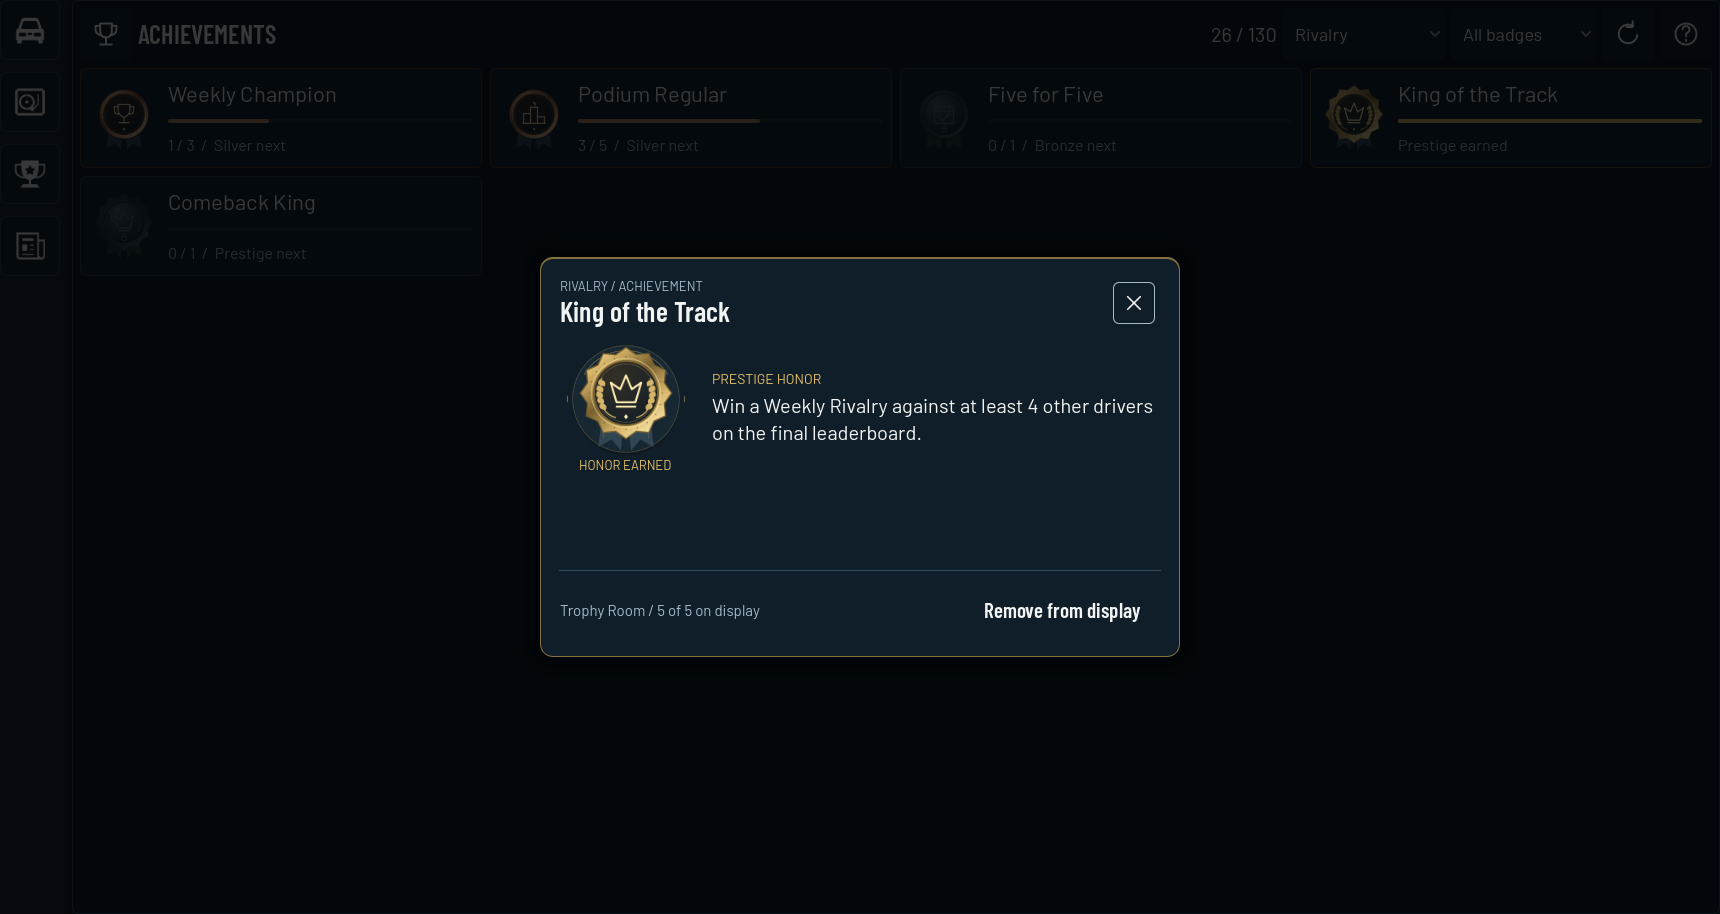 ACHIEVEMENTS
26 / 130
Rivalry
All badges
Weekly Champion
1 / 3 / Silver next
Podium Regular
3 / 5 / Silver next
Five for Five
0 / 1 / Bronze next
King of the Track
Prestige earned
Comeback King
0 / 1 / Prestige next
RIVALRY / ACHIEVEMENT
King of the Track
HONOR EARNED
PRESTIGE HONOR
Win a Weekly Rivalry against at least 4 other drivers
on the final leaderboard.
Trophy Room / 5 of 5 on display
Remove from display